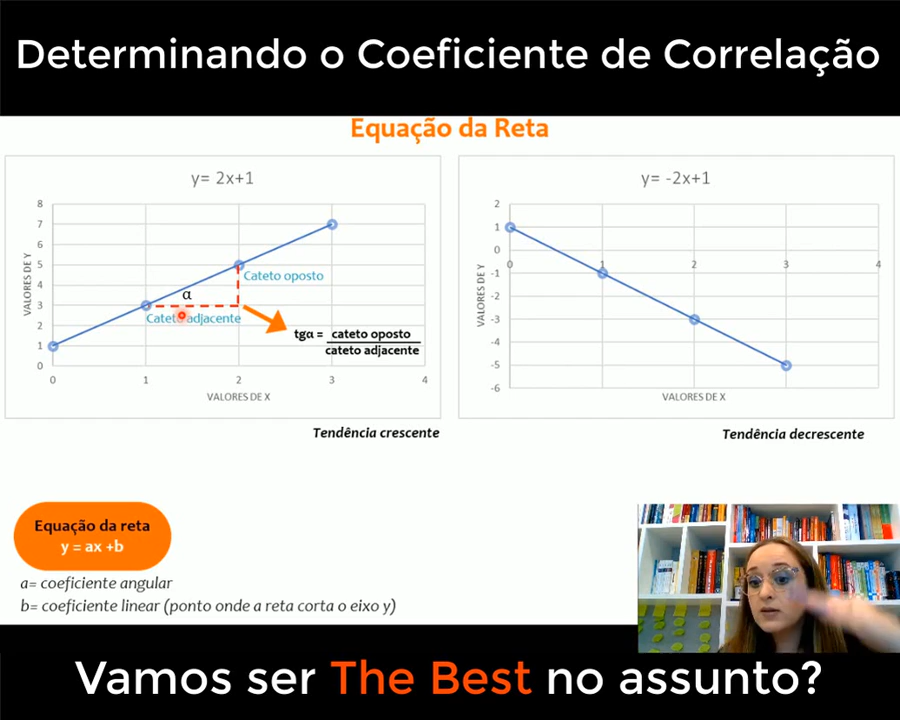 Determinando o Coeficiente de Correlação
Equação da Reta
y= 2x+1
8
7
6
5
4
3
2
1
0
0
1
2
3
4
VALORES DE Y
VALORES DE X
α
Cateto oposto
Cateto adjacente
tgα = cateto oposto
cateto adjacente
Tendência crescente
y= -2x+1
2
1
0
-1
-2
-3
-4
-5
-6
0
1
2
3
4
VALORES DE Y
VALORES DE X
Tendência decrescente
Equação da reta
y = ax +b
a= coeficiente angular
b= coeficiente linear (ponto onde a reta corta o eixo y)
Vamos ser The Best no assunto?